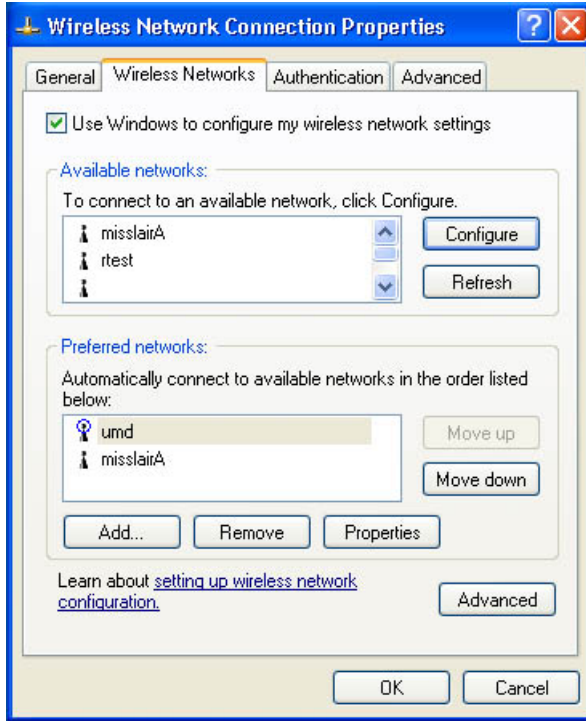 Wireless Network Connection Properties
General Wireless Networks Authentication Advanced
Use Windows to configure my wireless network settings
Available networks:
To connect to an available network, click Configure.
misslairA
rtest
Configure
Refresh
Preferred networks:
Automatically connect to available networks in the order listed
below:
umd
misslairA
Move up
Move down
Add... Remove Properties
Learn about setting up wireless network
configuration.
Advanced
OK Cancel